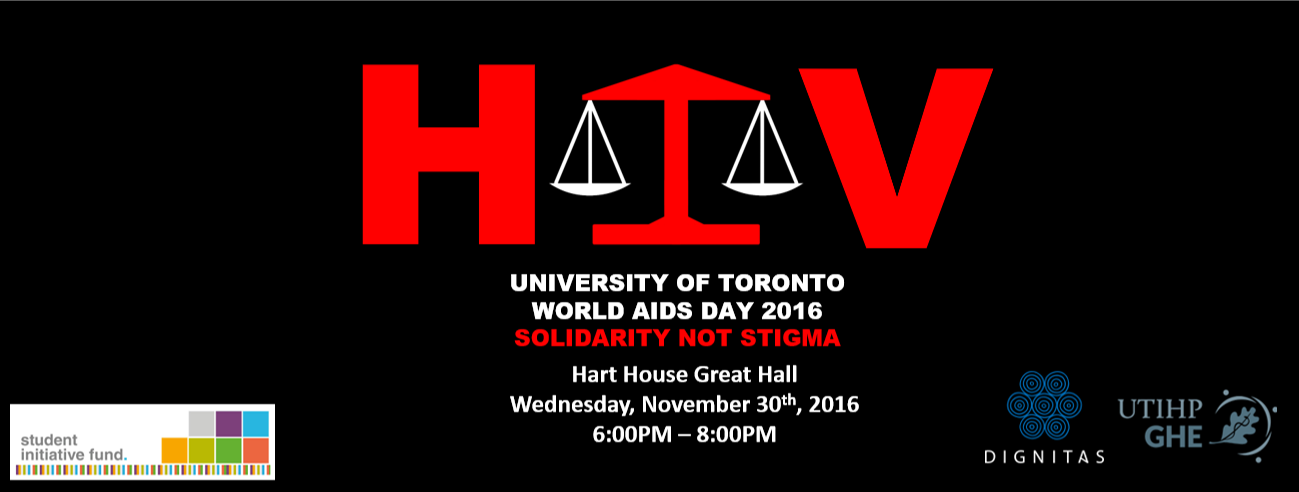 HIV
UNIVERSITY OF TORONTO
WORLD AIDS DAY 2016
SOLIDARITY NOT STIGMA
Hart House Great Hall
Wednesday, November 30th, 2016
6:00PM – 8:00PM
student
initiative fund.
DIGNITAS
UTIHP
GHE